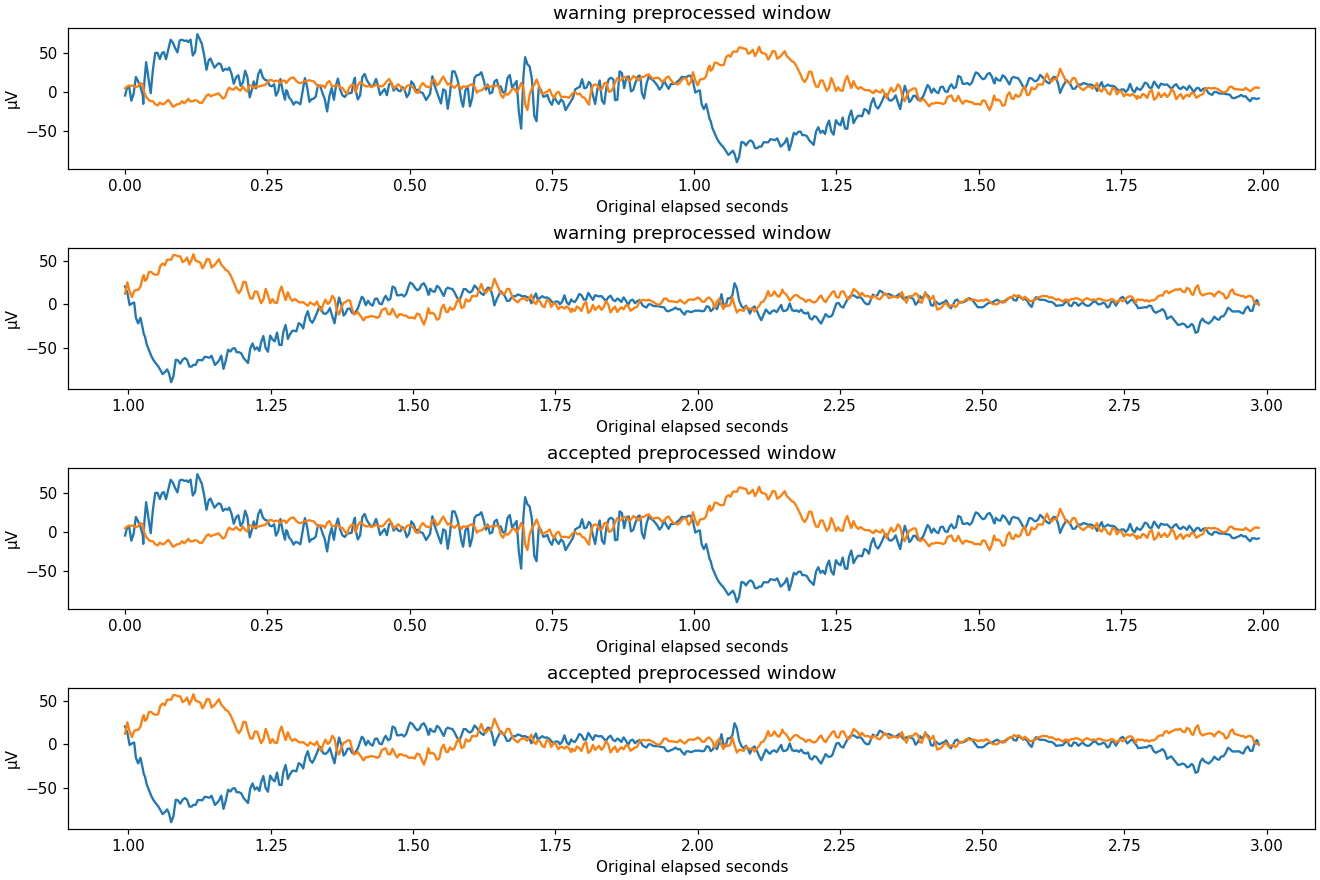 warning preprocessed window
50
0
−50
µV
0.00 0.25 0.50 0.75 1.00 1.25 1.50 1.75 2.00
Original elapsed seconds
warning preprocessed window
50
0
−50
µV
1.00 1.25 1.50 1.75 2.00 2.25 2.50 2.75 3.00
Original elapsed seconds
accepted preprocessed window
50
0
−50
µV
0.00 0.25 0.50 0.75 1.00 1.25 1.50 1.75 2.00
Original elapsed seconds
accepted preprocessed window
50
0
−50
µV
1.00 1.25 1.50 1.75 2.00 2.25 2.50 2.75 3.00
Original elapsed seconds